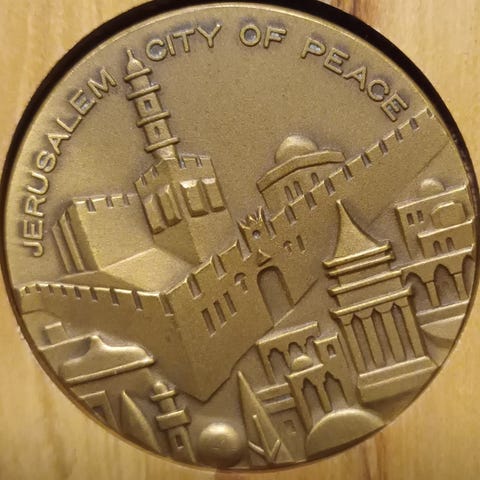 JERUSALEM CITY OF PEACE